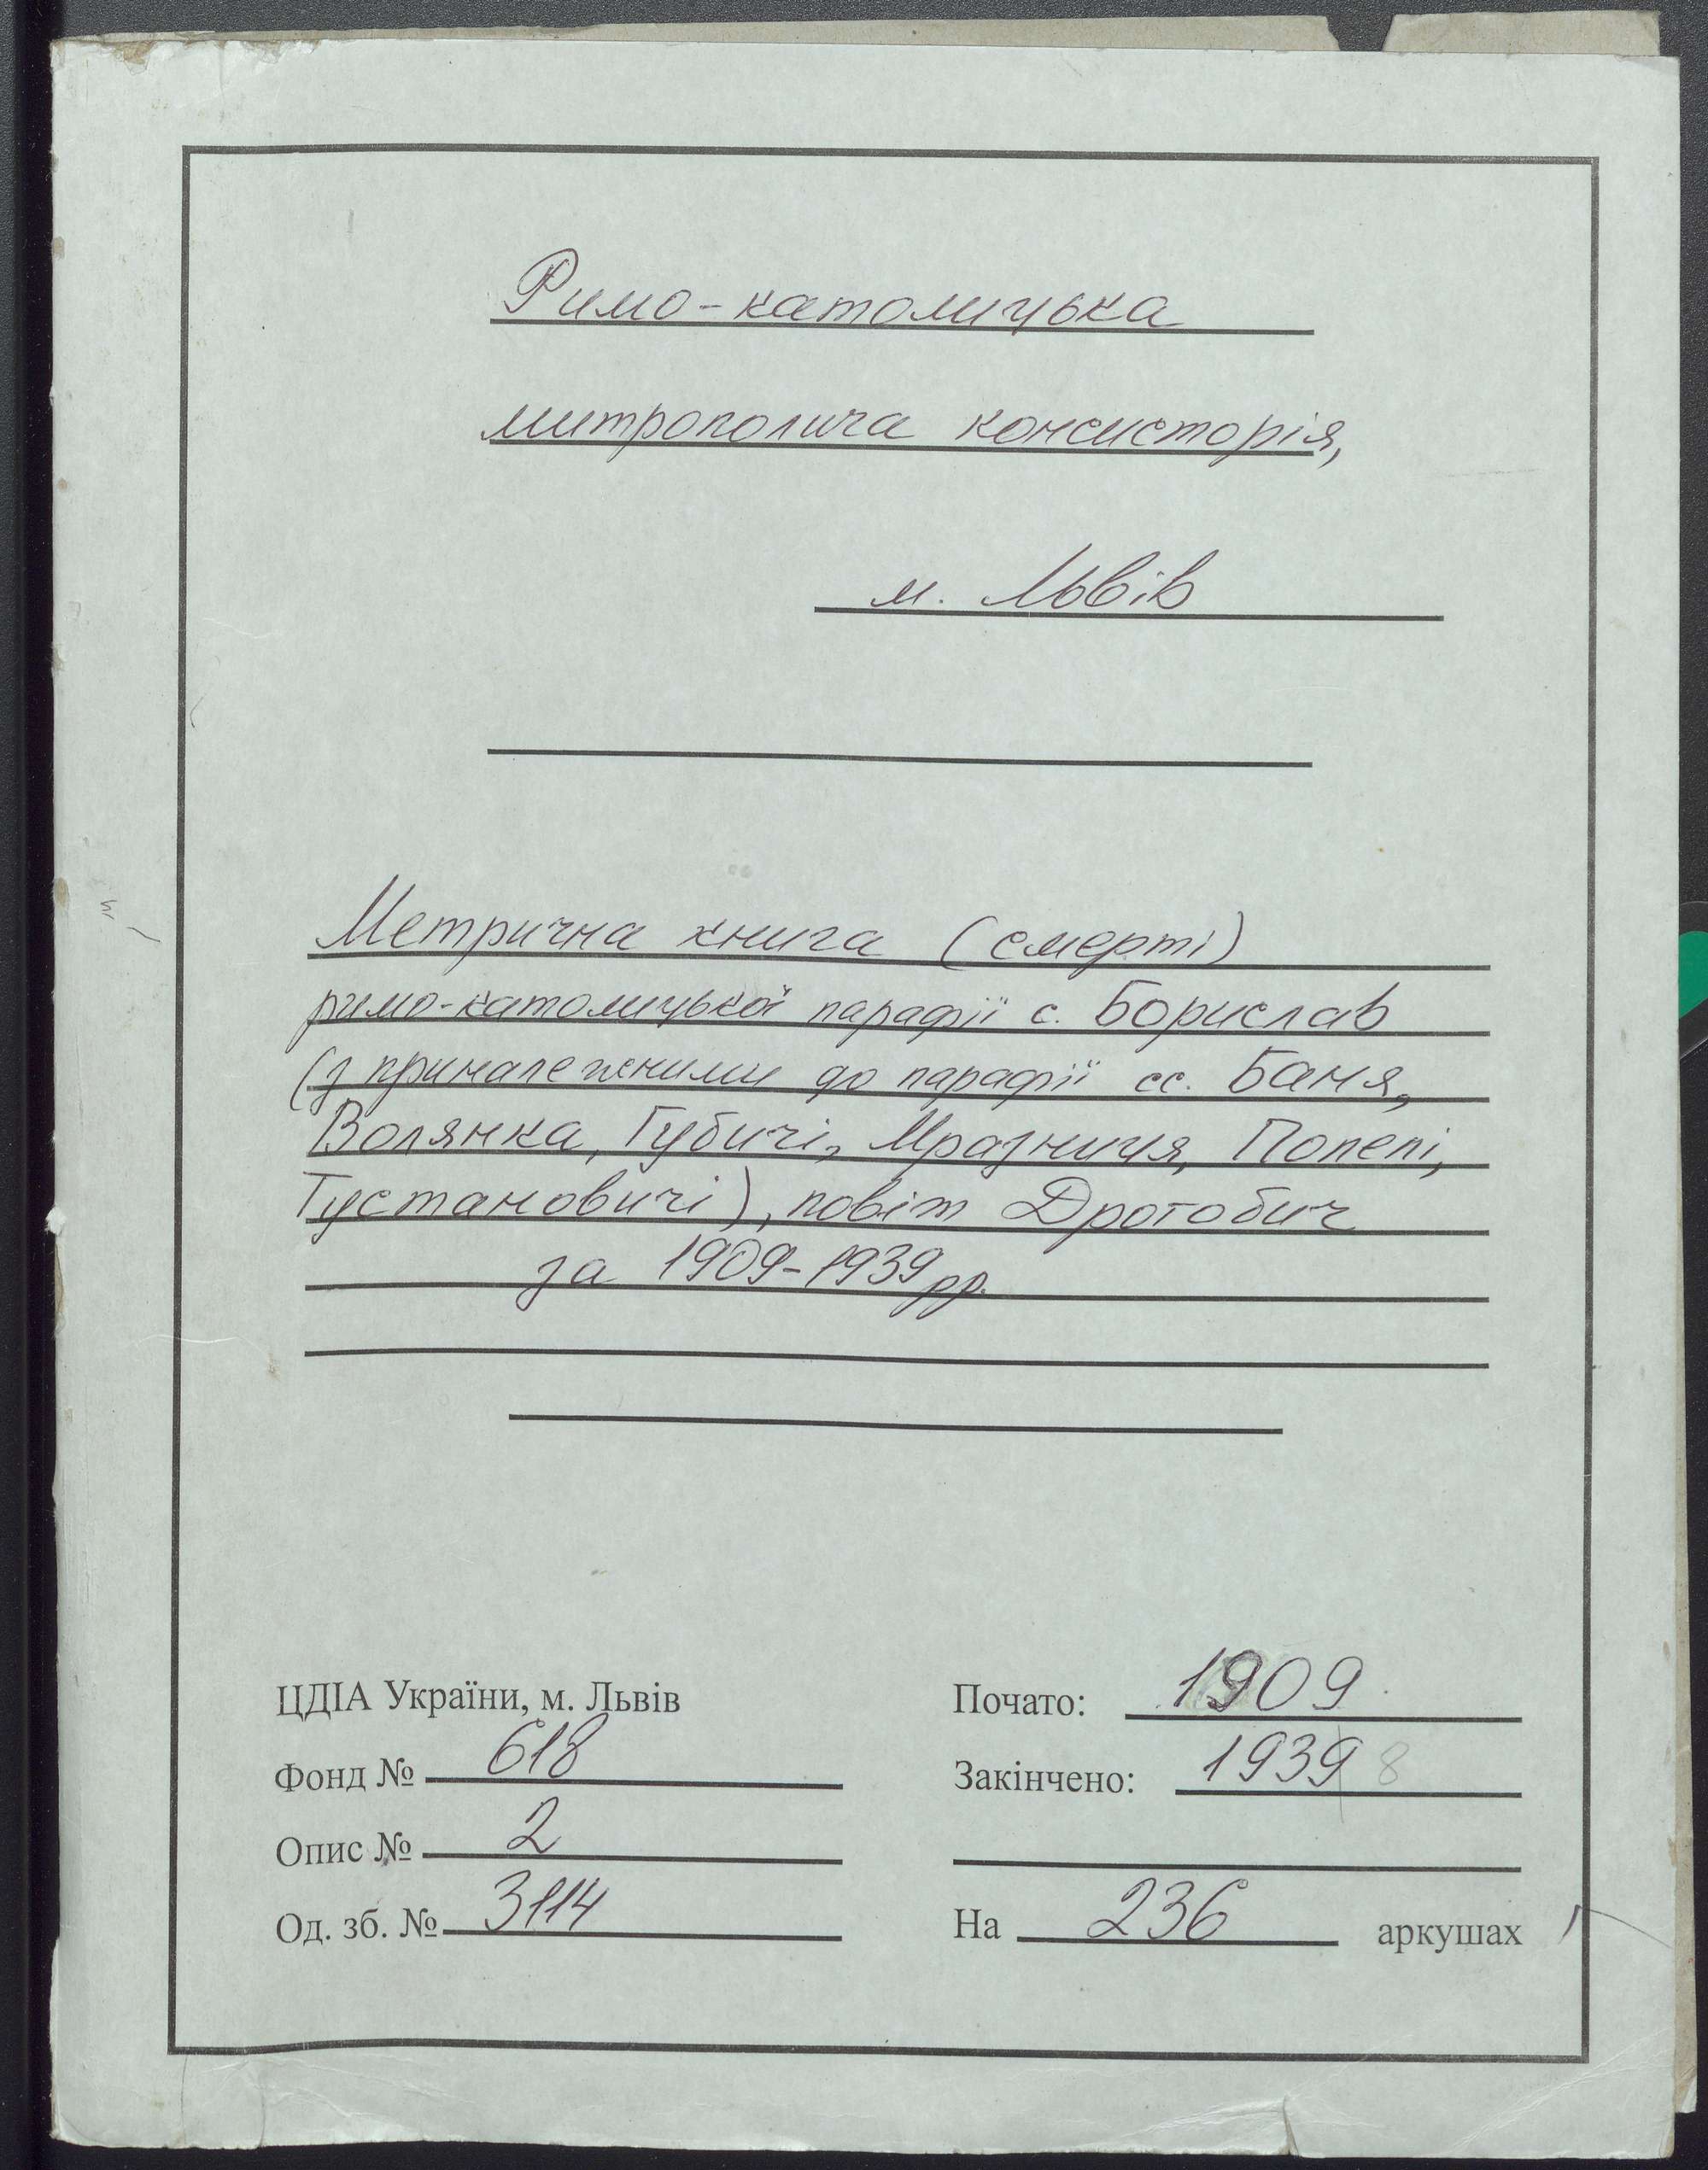 Римо-католицька
митрополича консисторія,
м. Львів
Метрична книга (смерті)
римо-католицької парафії с. Борислав
(з приналежними до парафії сс. Баня,
Волянка, Губичі, Мразниця, Попелі,
Тустановичі), повіт Дрогобич
за 1909-1939 рр.
ЦДІА України, м. Львів
Фонд № 618
Опис № 2
Од. зб. № 3114
Почато: 1909
Закінчено: 1939 8
На 236 аркушах